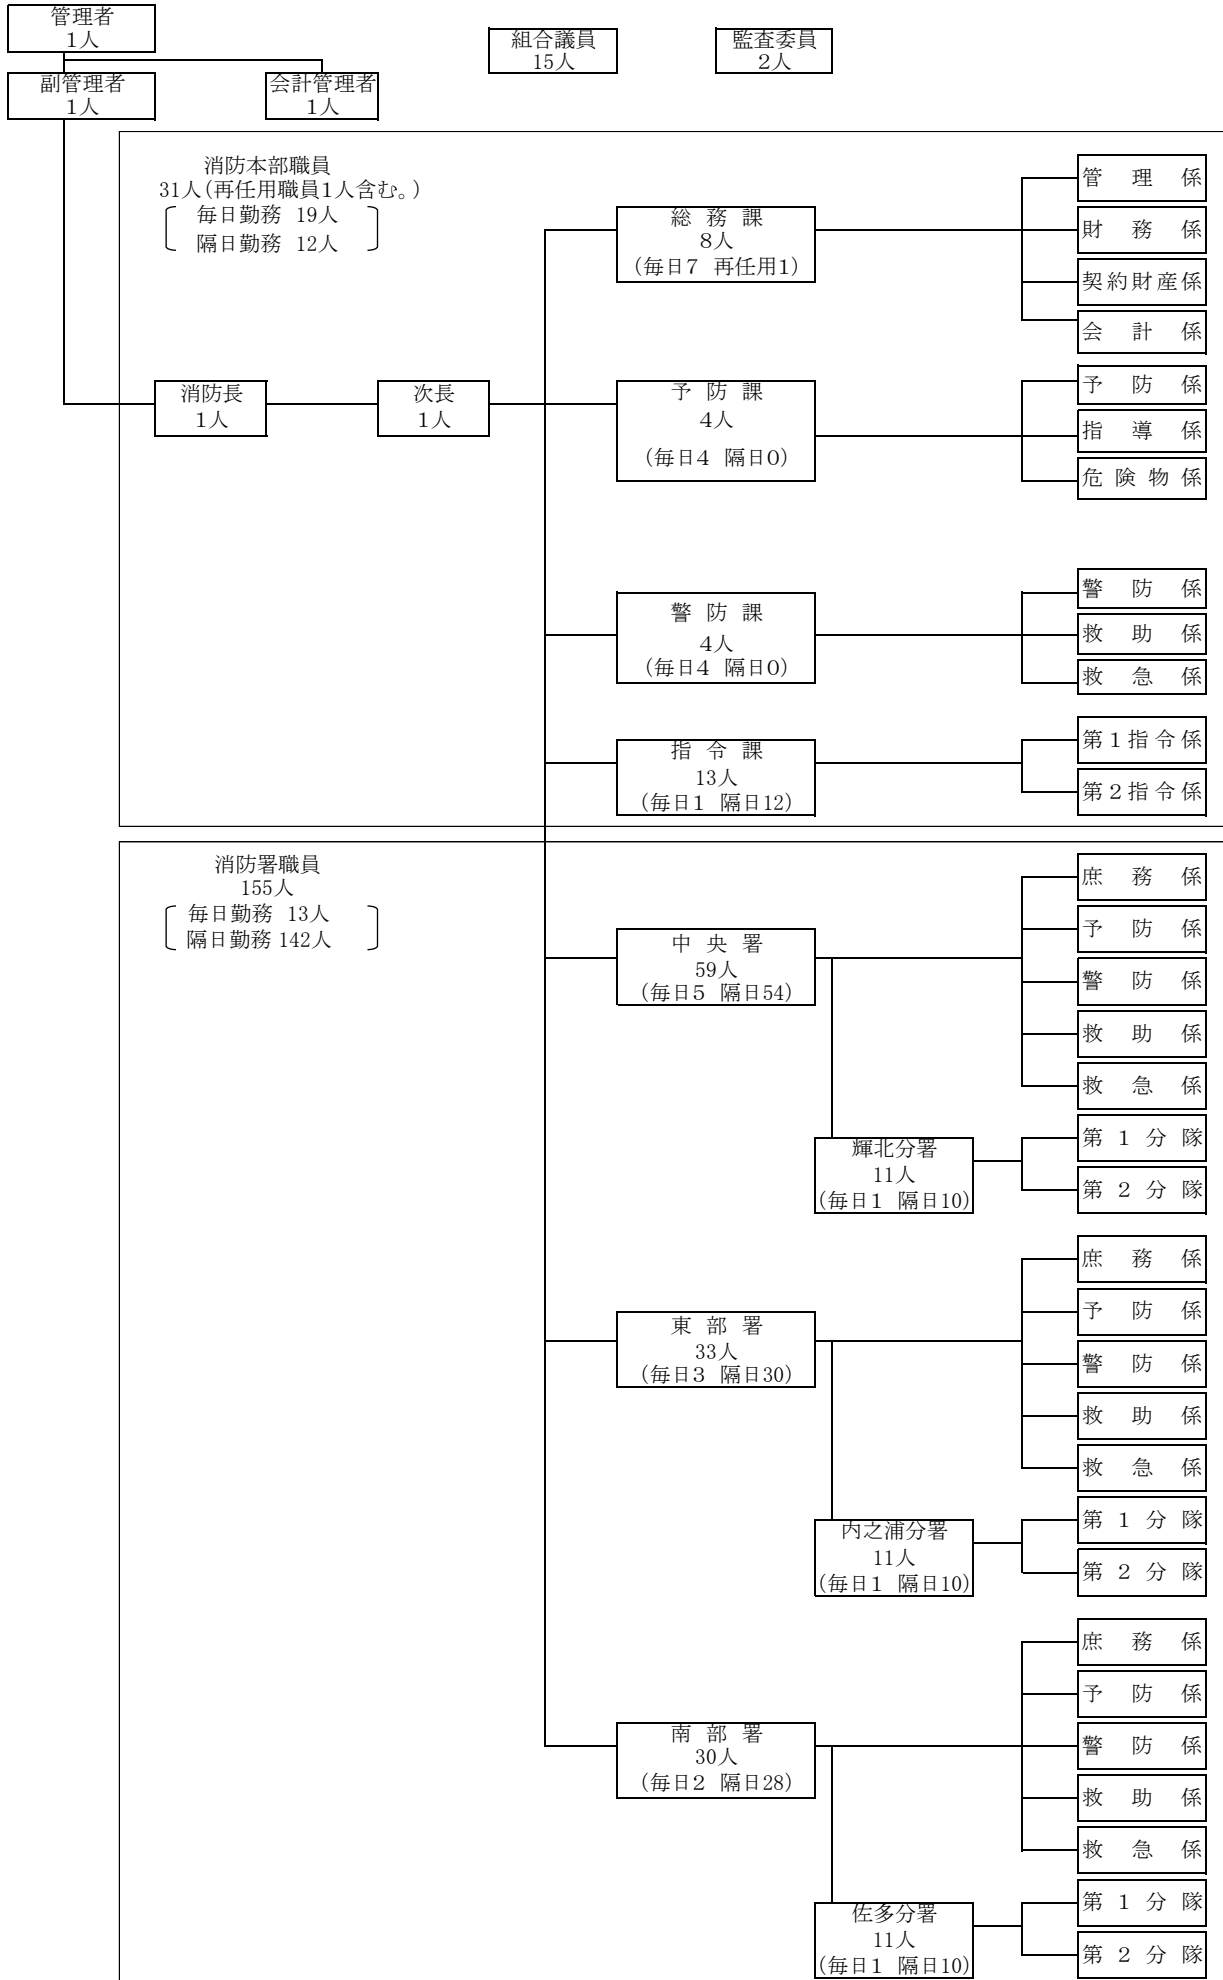 管理者
1人
組合議員
15人
監査委員
2人
副管理者
1人
会計管理者
1人
消防本部職員
31人(再任用職員1人含む。)
毎日勤務 19人
隔日勤務 12人
消防長
1人
次長
1人
総務課
8人
(毎日7 再任用1)
管理係
財務係
契約財産係
会計係
予防課
4人
(毎日4 隔日0)
予防係
指導係
危険物係
警防課
4人
(毎日4 隔日0)
警防係
救助係
救急係
指令課
13人
(毎日1 隔日12)
第1指令係
第2指令係
消防署職員
155人
毎日勤務 13人
隔日勤務 142人
中央署
59人
(毎日5 隔日54)
庶務係
予防係
警防係
救助係
救急係
輝北分署
11人
(毎日1 隔日10)
第1分隊
第2分隊
東部署
33人
(毎日3 隔日30)
庶務係
予防係
警防係
救助係
救急係
内之浦分署
11人
(毎日1 隔日10)
第1分隊
第2分隊
南部署
30人
(毎日2 隔日28)
庶務係
予防係
警防係
救助係
救急係
佐多分署
11人
(毎日1 隔日10)
第1分隊
第2分隊